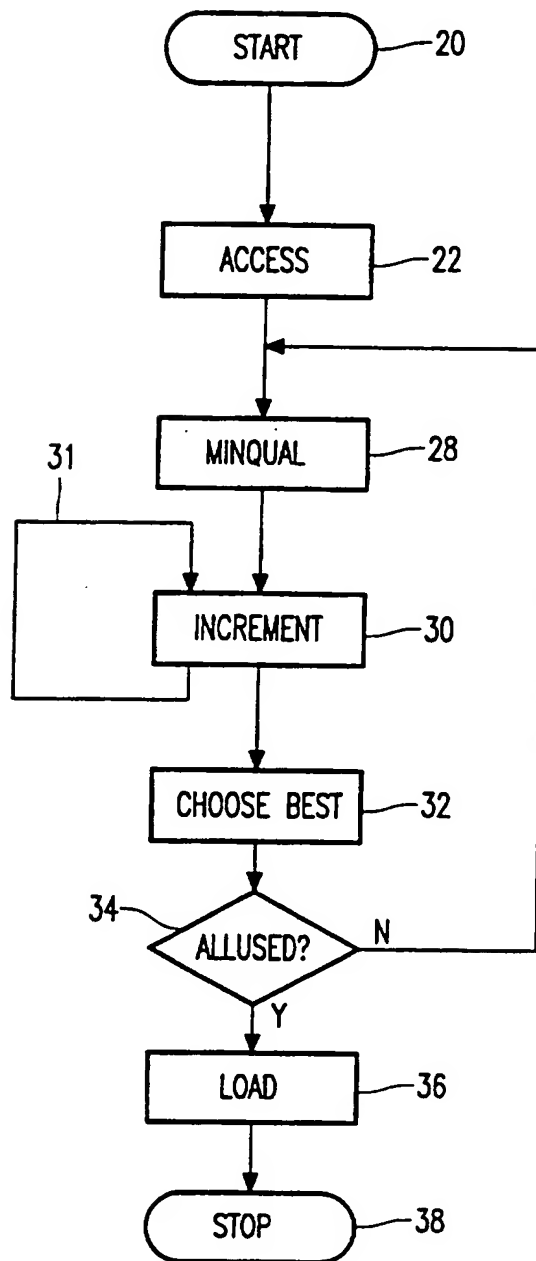 START 20
ACCESS 22
MINQUAL 28
31
INCREMENT 30
CHOOSE BEST 32
34
ALLUSED? N
Y
LOAD 36
STOP 38